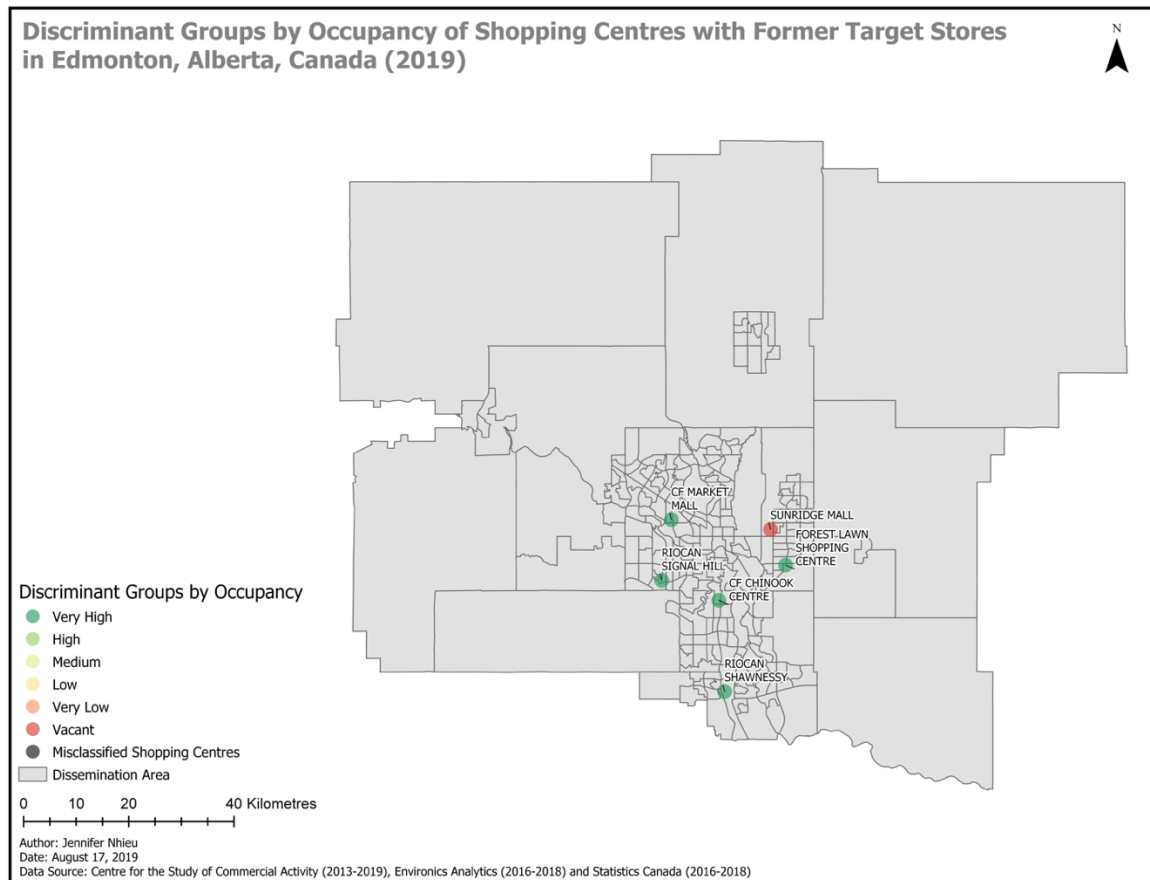 Discriminant Groups by Occupancy of Shopping Centres with Former Target Stores
in Edmonton, Alberta, Canada (2019)
N
CF MARKET
MALL
SUNRIDGE MALL
FOREST LAWN
SHOPPING
CENTRE
RIOCAN
SIGNAL HILL
CF CHINOOK
CENTRE
RIOCAN
SHAWNESSY
Discriminant Groups by Occupancy
Very High
High
Medium
Low
Very Low
Vacant
Misclassified Shopping Centres
Dissemination Area
0 10 20 40 Kilometres
Author: Jennifer Nhieu
Date: August 17, 2019
Data Source: Centre for the Study of Commercial Activity (2013-2019), Environics Analytics (2016-2018) and Statistics Canada (2016-2018)